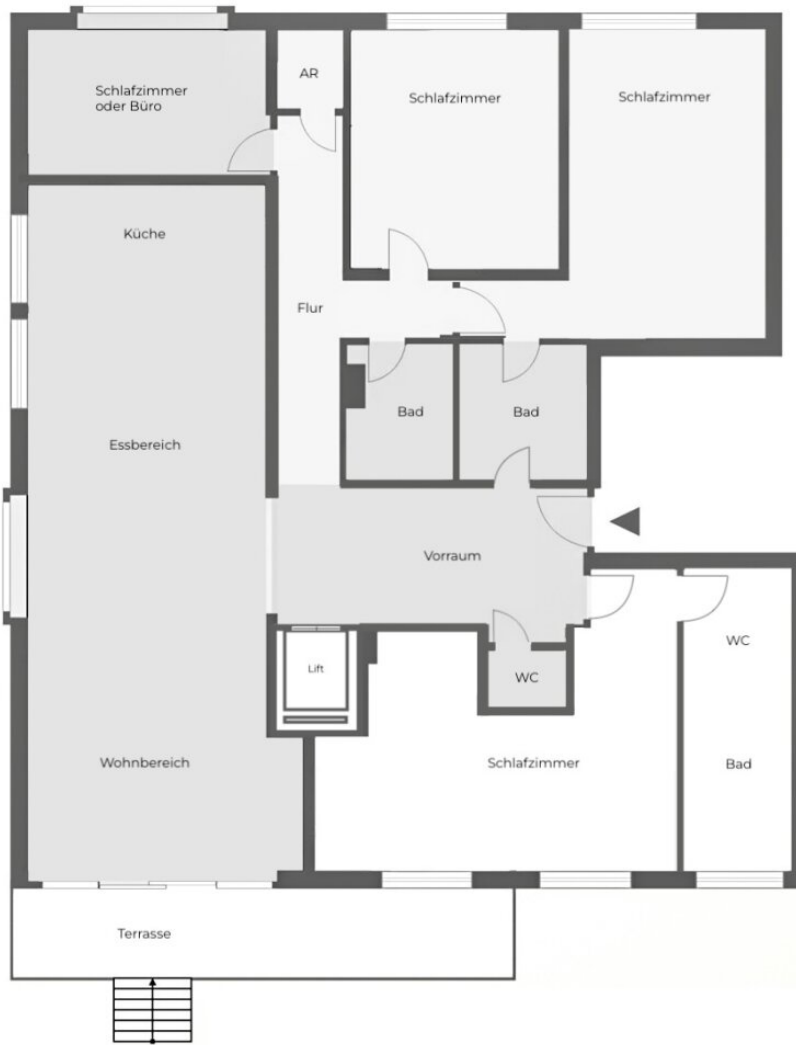 Schlafzimmer
oder Büro
AR
Schlafzimmer
Schlafzimmer
Küche
Flur
Bad
Bad
Essbereich
Vorraum
WC
Lift
WC
Wohnbereich
Schlafzimmer
Bad
Terrasse